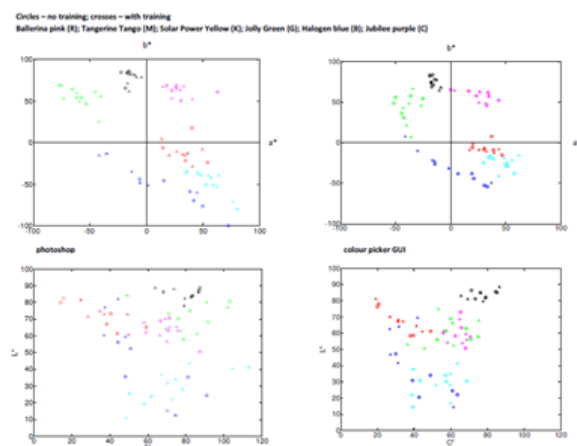 Circles – no training; crosses – with training
Ballerina pink (R); Tangerine Tango (M); Solar Power Yellow (K); Jolly Green (G); Halogen blue (B); Jubilee purple (C)
b* b*
100 100
50 50
0 a* 0
-50 -50
-100 -100
-100 -50 0 50 100 -100 -50 0 50 100
photoshop colour picker GUI
100 100
90 90
80 80
70 70
60 60
L* 50 L* 50
40 40
30 30
20 20
10 10
0 0
0 20 40 60 80 100 120 0 20 40 60 80 100
C*